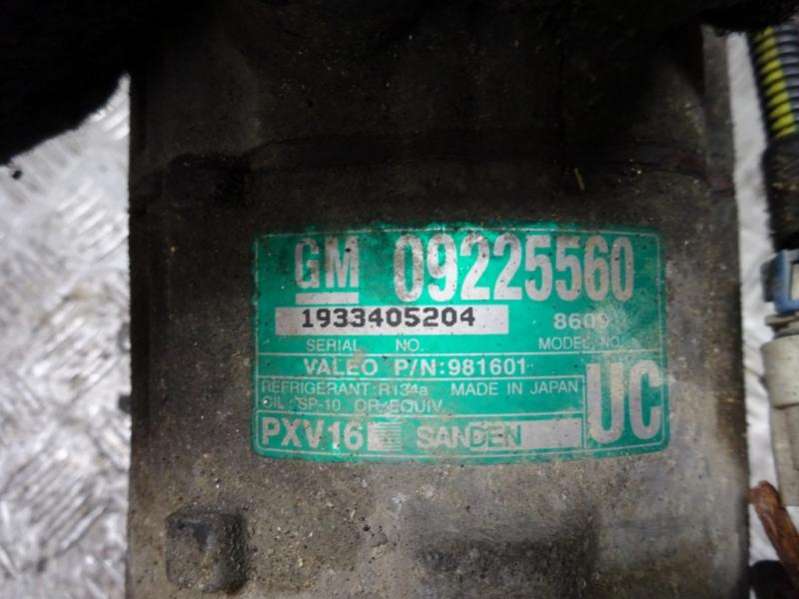 GM 09225560
1933405204 8609
SERIAL NO. MODEL NO.
VALEO P/N:981601
REFRIGERANT R134a MADE IN JAPAN
OIL: SP-10 OR EQUIV.
PXV16 SANDEN UC